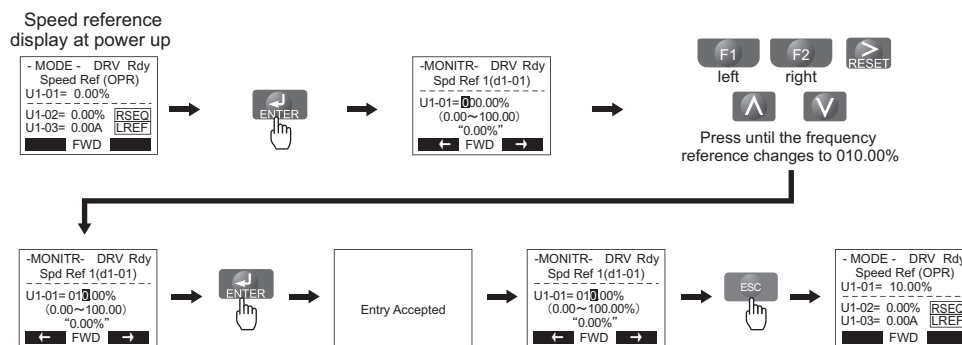 Speed reference
display at power up
- MODE - DRV Rdy
Speed Ref (OPR)
U1-01= 0.00%
U1-02= 0.00% RSEQ
U1-03= 0.00A LREF
FWD
ENTER
-MONITR- DRV Rdy
Spd Ref 1(d1-01)
U1-01= 000.00%
(0.00~100.00)
“0.00%”
← FWD →
F1
left
F2
right
>
RESET
Λ V
Press until the frequency
reference changes to 010.00%
-MONITR- DRV Rdy
Spd Ref 1(d1-01)
U1-01= 010.00%
(0.00~100.00)
“0.00%”
← FWD →
ENTER
Entry Accepted
-MONITR- DRV Rdy
Spd Ref 1(d1-01)
U1-01= 010.00%
(0.00~100.00%)
“0.00%”
← FWD →
ESC
- MODE - DRV Rdy
Speed Ref (OPR)
U1-01= 10.00%
U1-02= 0.00% RSEQ
U1-03= 0.00A LREF
FWD